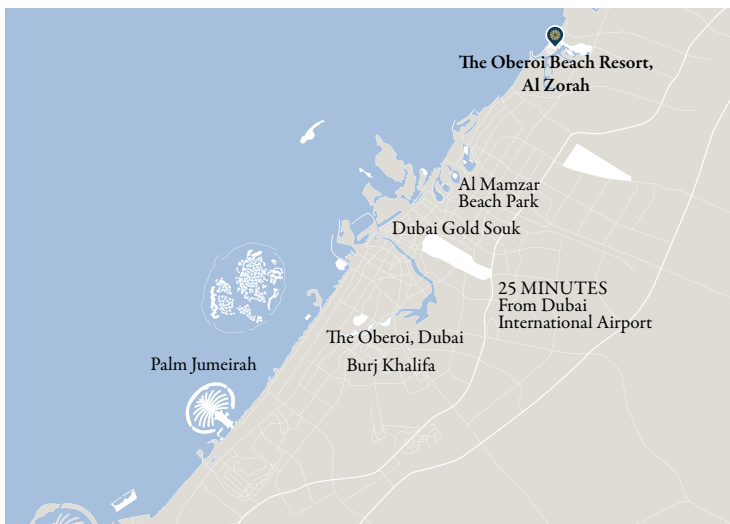 The Oberoi Beach Resort,
Al Zorah
Al Mamzar
Beach Park
Dubai Gold Souk
25 MINUTES
From Dubai
International Airport
The Oberoi, Dubai
Burj Khalifa
Palm Jumeirah